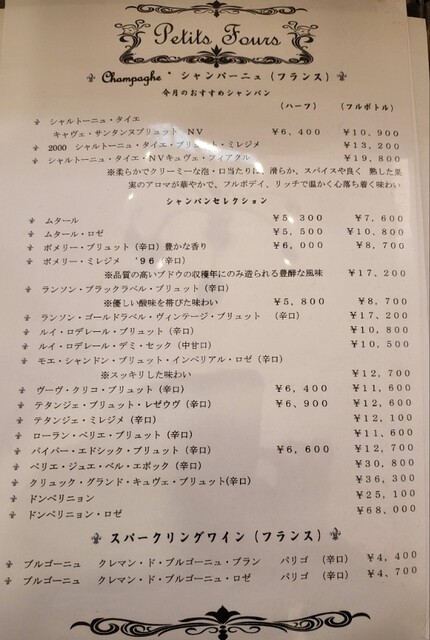 Petits Fours
Champaghe・シャンパーニュ（フランス）
今月のおすすめシャンパン
（ハーフ） （フルボトル）
シャルトーニュ・タイエ
キャヴェ・サンタンヌブリュット NV ￥6,400 ￥10,900
2000 シャルトーニュ・タイエ・ブリュット・ミレジメ ￥13,200
シャルトーニュ・タイエ・NVキュヴェ・フィアクル ￥19,800
※柔らかでクリーミーな泡・口当たりは、滑らか、スパイスや良く 熟した果
実のアロマが華やかで、フルボデイ、リッチで温かく心落ち着く味わい
シャンパンセレクション
ムタール ￥5,300 ￥7,600
ムタール・ロゼ ￥5,500 ￥10,800
ポメリー・ブリュット（辛口）豊かな香り ￥6,000 ￥8,700
ポメリー・ミレジメ ’96（辛口）
※品質の高いブドウの収穫年にのみ造られる豊醇な風味 ￥17,200
ランソン・ブラックラベル・ブリュット（辛口）
※優しい酸味を帯びた味わい ￥5,800 ￥8,700
ランソン・ゴールドラベル・ヴィンテージ・ブリュット （辛口） ￥17,200
ルイ・ロデレール・ブリュット（辛口） ￥10,800
ルイ・ロデレール・デミ・セック（中甘口） ￥10,500
モエ・シャンドン・ブリュット・インペリアル・ロゼ（辛口）
※スッキリした味わい ￥12,700
ヴーヴ・クリコ・ブリュット（辛口） ￥6,400 ￥11,600
テタンジェ・ブリュット・レゼウヴ（辛口） ￥6,900 ￥12,600
テタンジェ・ミレジメ（辛口） ￥12,100
ローラン・ペリエ・ブリュット（辛口） ￥11,600
パイパー・エドシック・ブリュット（辛口） ￥6,600 ￥12,700
ペリエ・ジュエ・ベル・エポック（辛口） ￥30,800
クリュック・グランド・キュヴェ・ブリュット(辛口) ￥36,300
ドンペリニョン ￥25,100
ドンペリニョン・ロゼ ￥68,000
スパークリングワイン（フランス）
ブルゴーニュ クレマン・ド・ブルゴーニュ・ブラン パリゴ （辛口） ￥4,400
ブルゴーニュ クレマン・ド・ブルゴーニュ・ロゼ パリゴ （辛口） ￥4,700